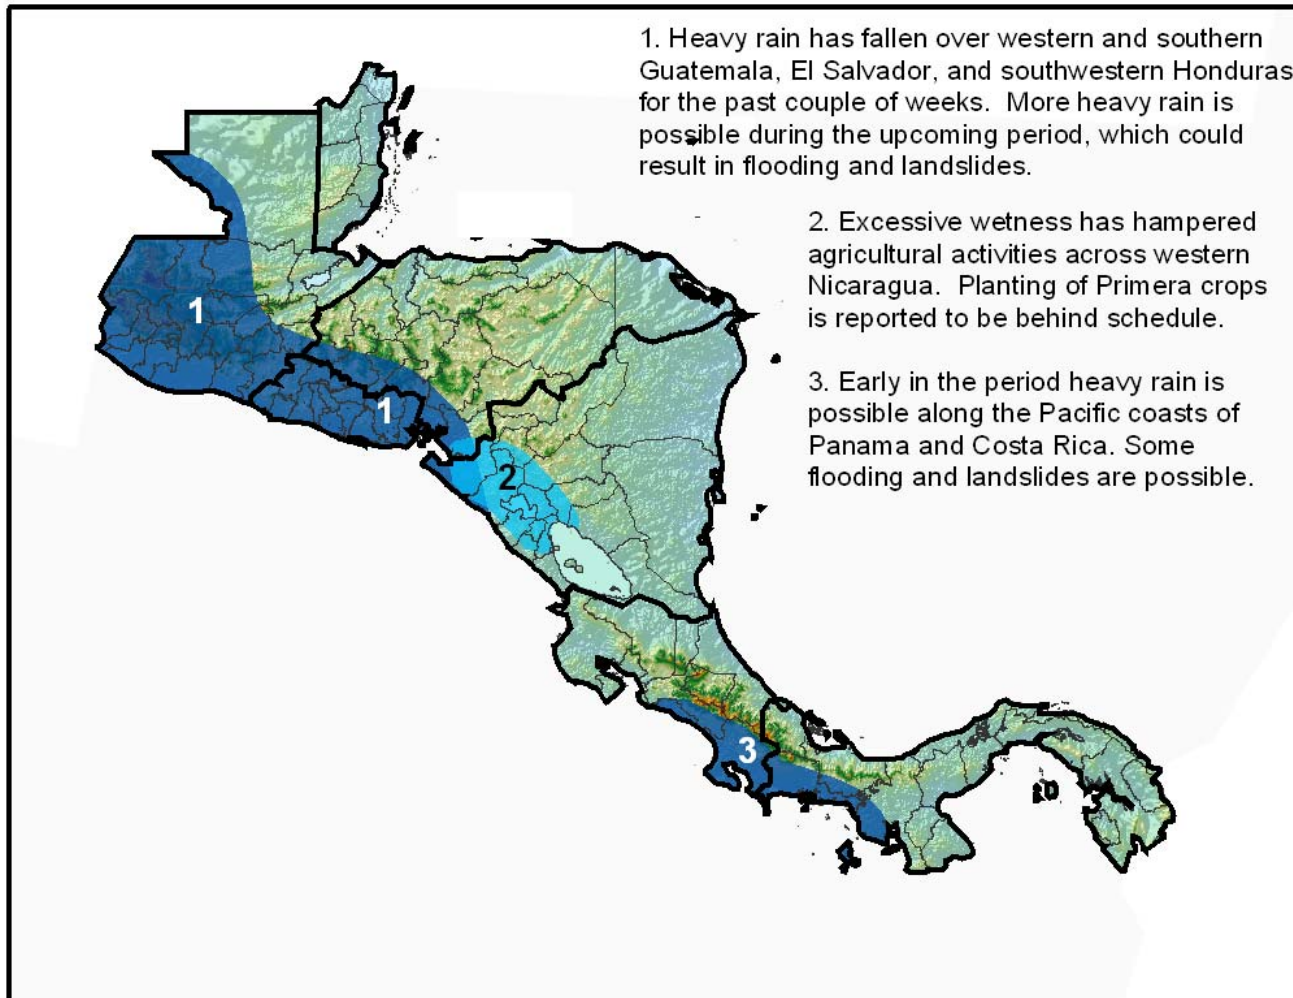 1. Heavy rain has fallen over western and southern
Guatemala, El Salvador, and southwestern Honduras
for the past couple of weeks.  More heavy rain is
possible during the upcoming period, which could
result in flooding and landslides.
2. Excessive wetness has hampered
agricultural activities across western
Nicaragua.  Planting of Primera crops
is reported to be behind schedule.
3. Early in the period heavy rain is
possible along the Pacific coasts of
Panama and Costa Rica. Some
flooding and landslides are possible.
1
1
2
3